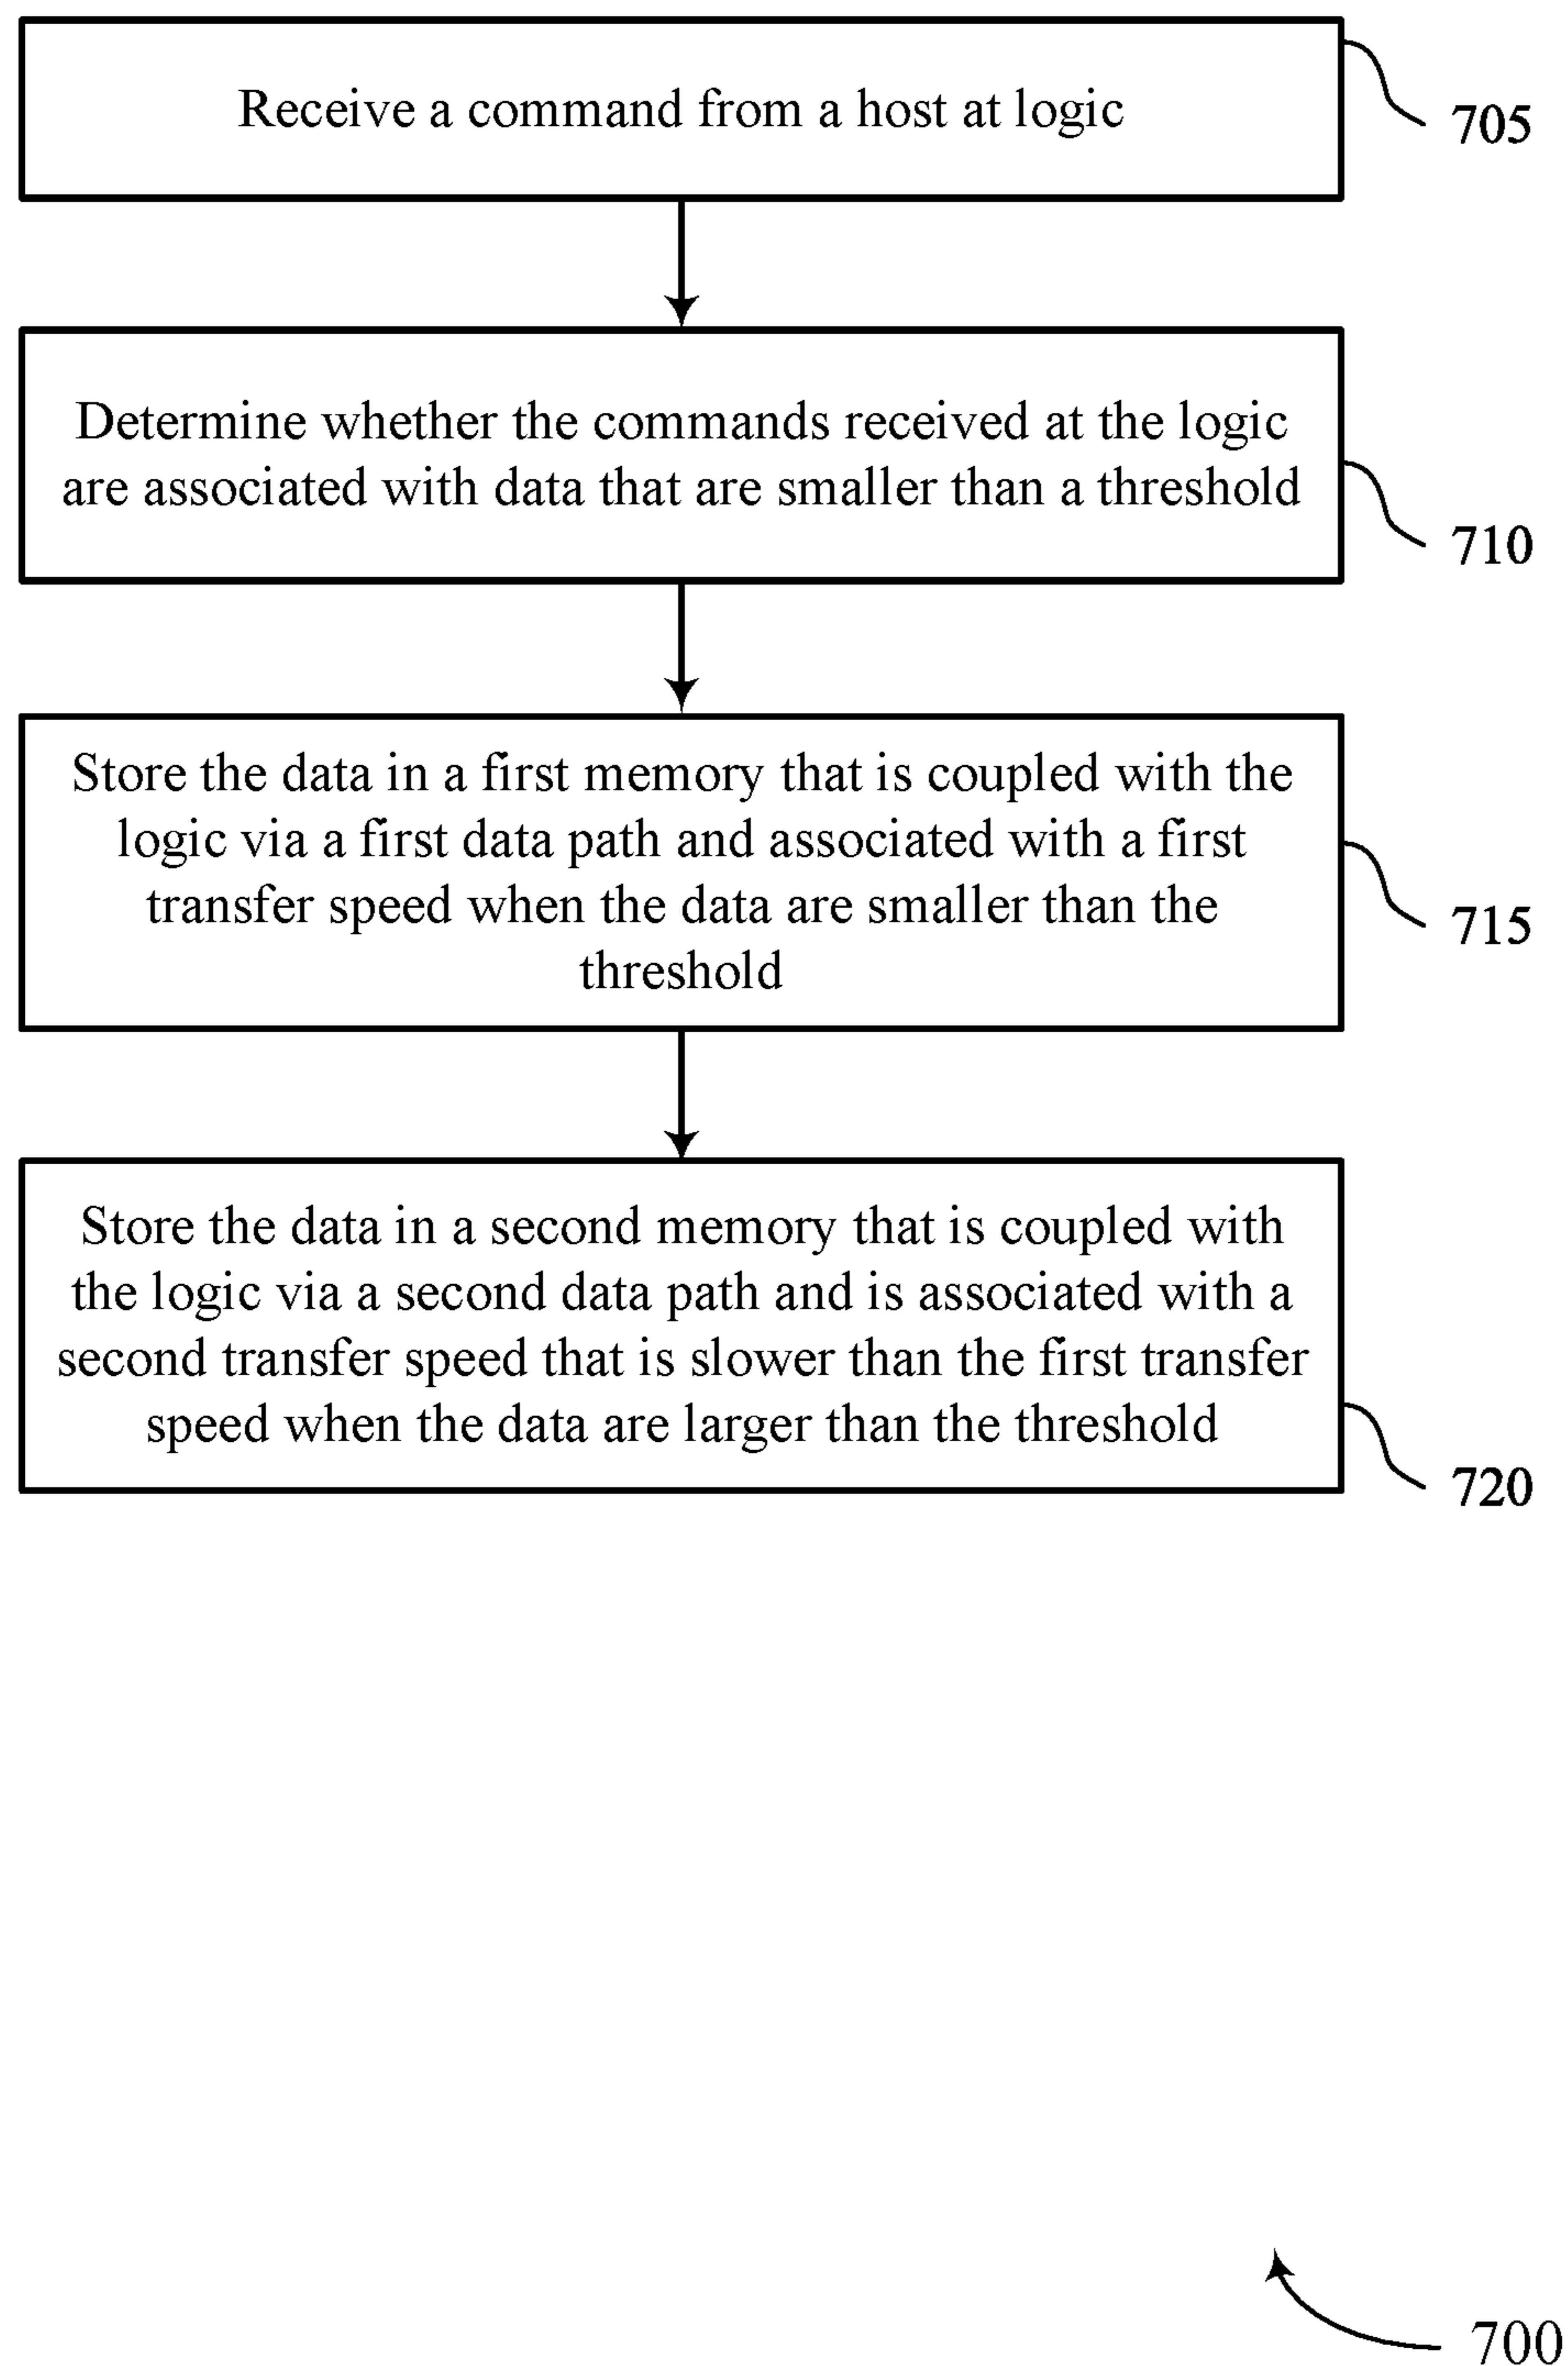 Receive a command from a host at logic
705
Determine whether the commands received at the logic
are associated with data that are smaller than a threshold
710
Store the data in a first memory that is coupled with the
logic via a first data path and associated with a first
transfer speed when the data are smaller than the
threshold
715
Store the data in a second memory that is coupled with
the logic via a second data path and is associated with a
second transfer speed that is slower than the first transfer
speed when the data are larger than the threshold
720
700